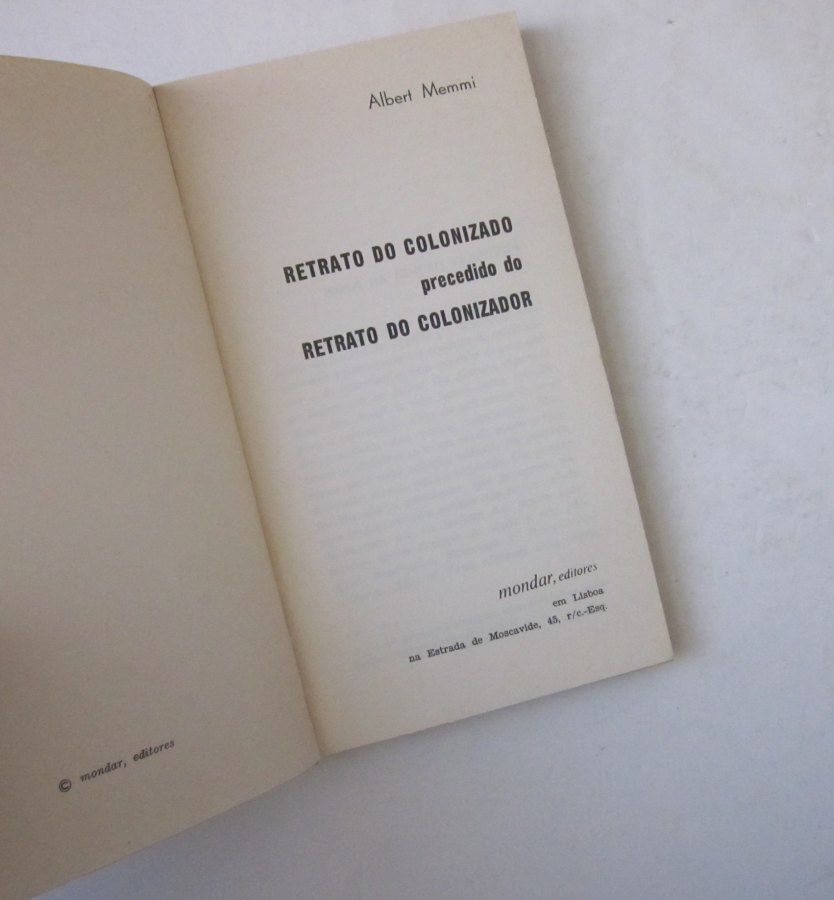 © mondar, editores
Albert Memmi
RETRATO DO COLONIZADO
precedido do
RETRATO DO COLONIZADOR
mondar, editores
em Lisboa
na Estrada de Moscavide, 45, r/c.-Esq.